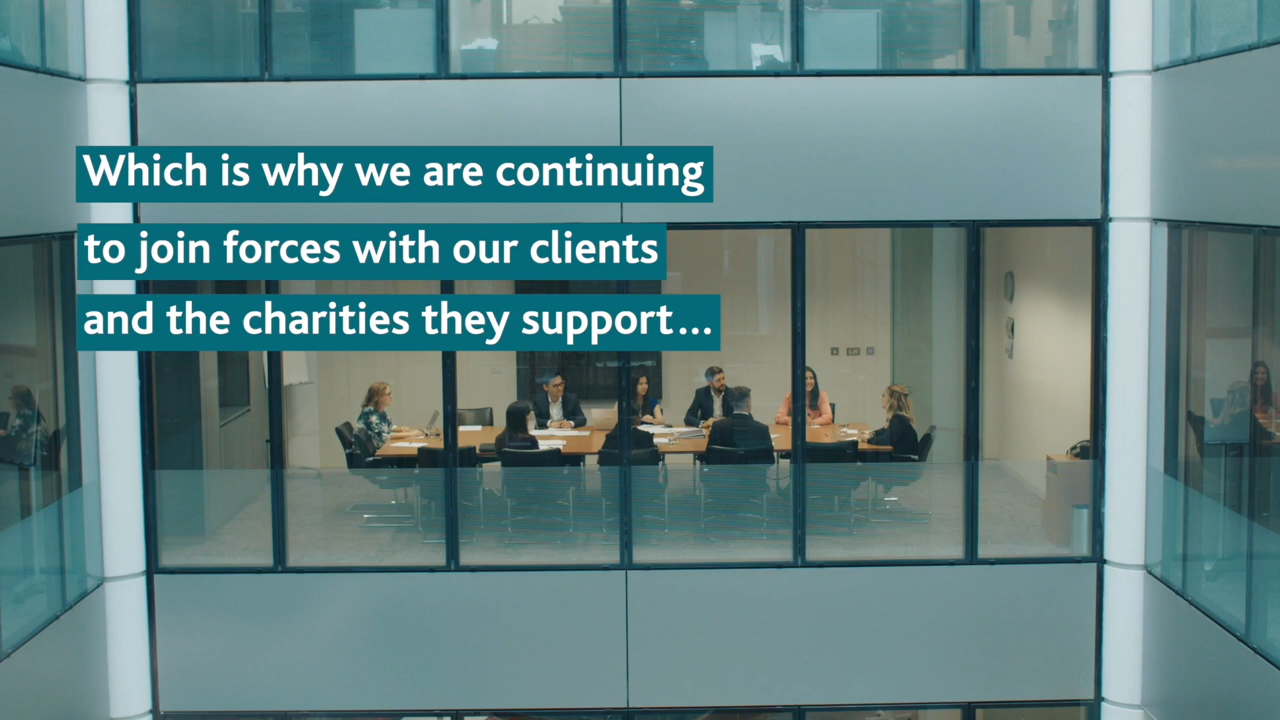 Which is why we are continuing
to join forces with our clients
and the charities they support...